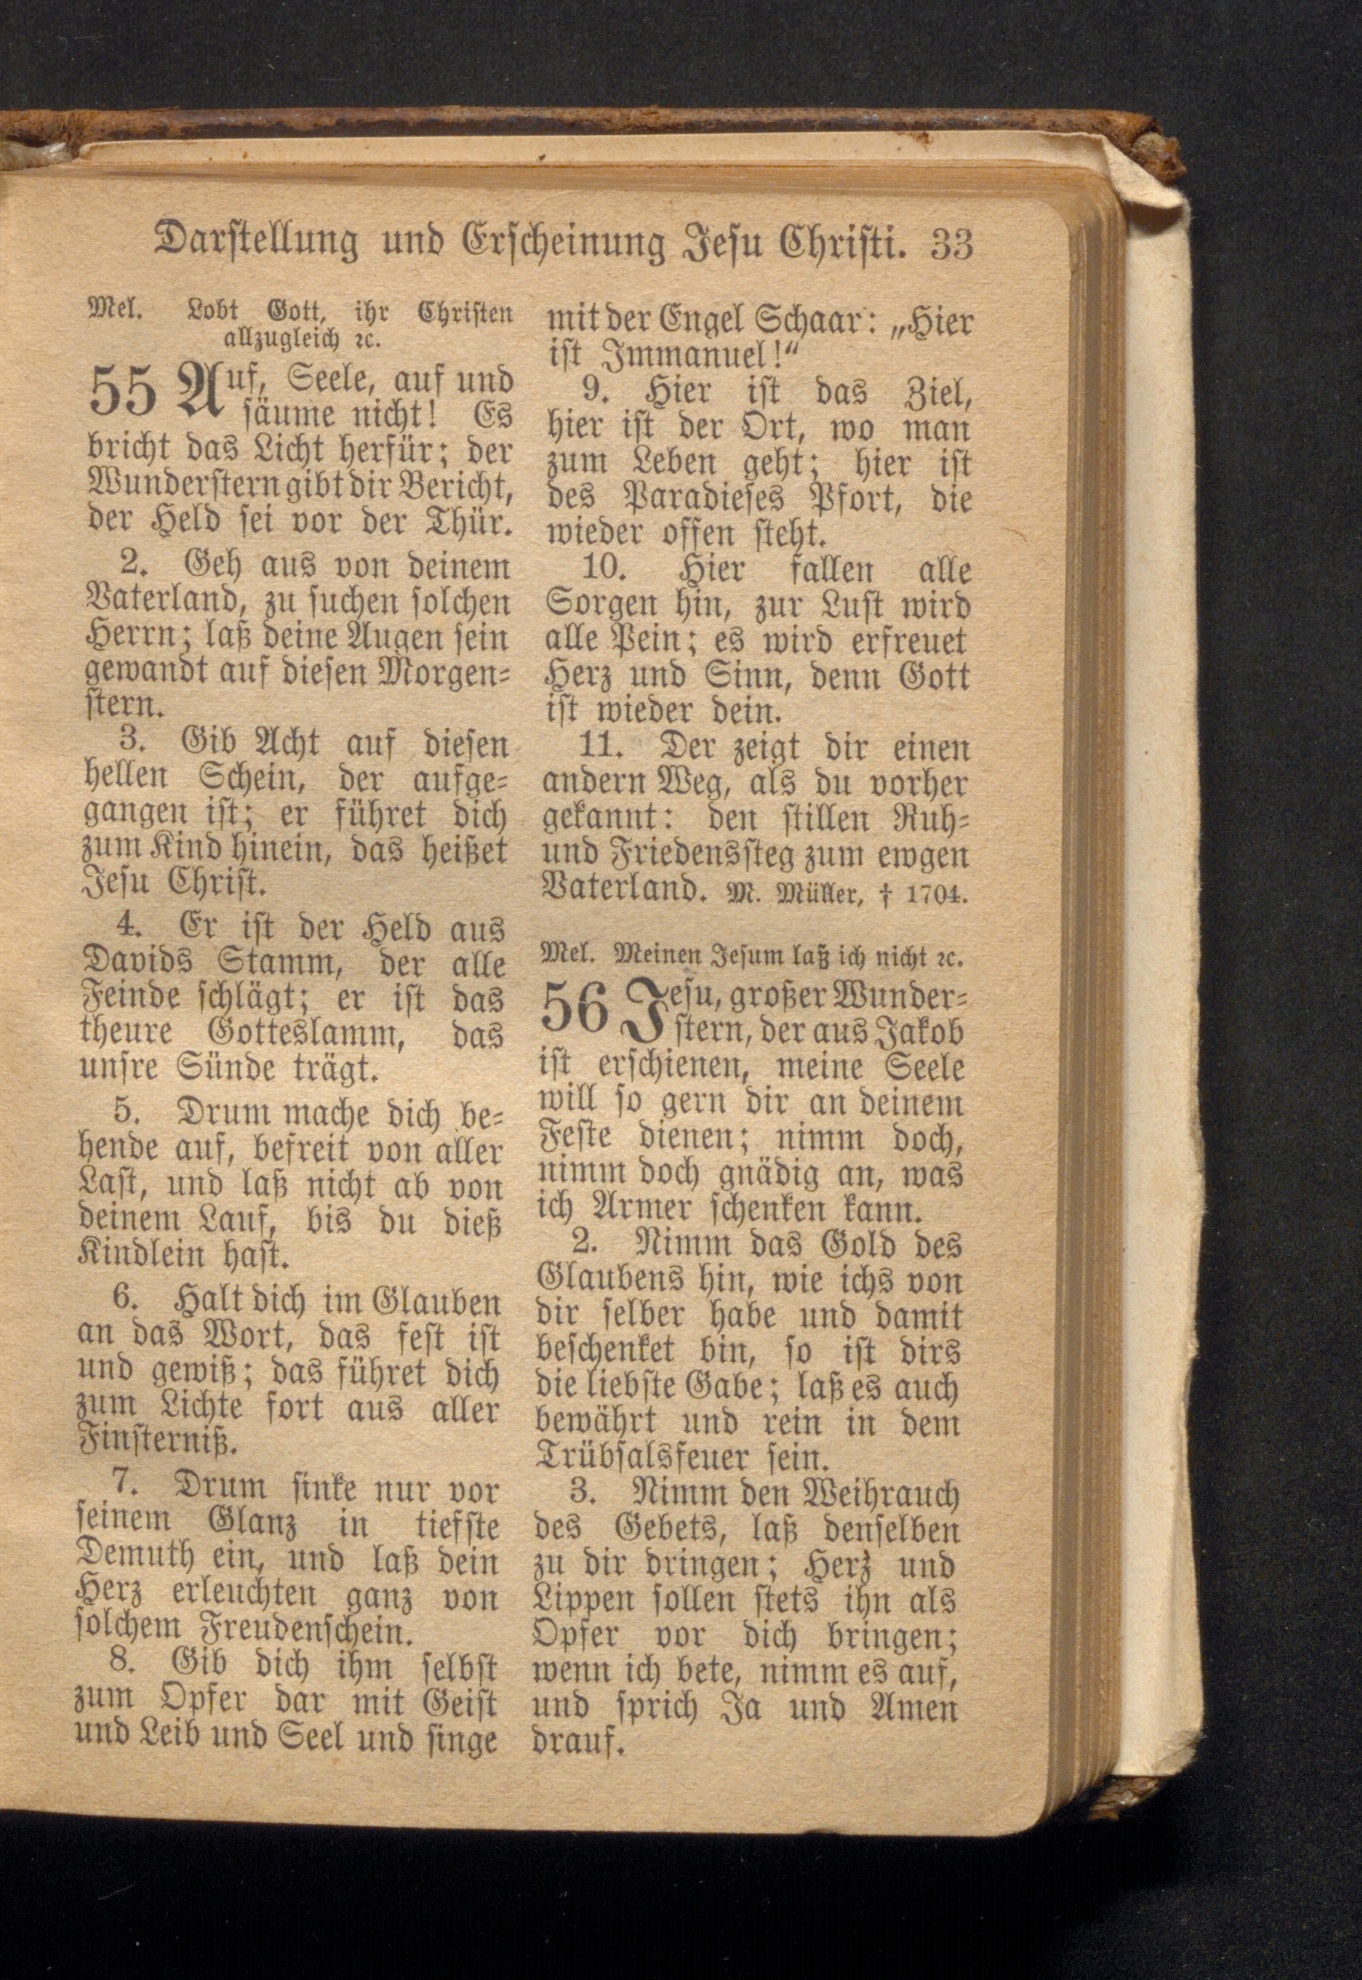 Darstellung und Erscheinung Jesu Christi. 33
Mel. Lobt Gott, ihr Christen
allzugleich ꝛc.
55 Auf, Seele, auf und
säume nicht! Es
bricht das Licht herfür; der
Wunderstern gibt dir Bericht,
der Held sei vor der Thür.
2. Geh aus von deinem
Vaterland, zu suchen solchen
Herrn; laß deine Augen sein
gewandt auf diesen Morgen-
stern.
3. Gib Acht auf diesen
hellen Schein, der aufge-
gangen ist; er führet dich
zum Kind hinein, das heißet
Jesu Christ.
4. Er ist der Held aus
Davids Stamm, der alle
Feinde schlägt; er ist das
theure Gotteslamm, das
unsre Sünde trägt.
5. Drum mache dich be-
hende auf, befreit von aller
Last, und laß nicht ab von
deinem Lauf, bis du dieß
Kindlein hast.
6. Halt dich im Glauben
an das Wort, das fest ist
und gewiß; das führet dich
zum Lichte fort aus aller
Finsterniß.
7. Drum sinke nur vor
seinem Glanz in tiefste
Demuth ein, und laß dein
Herz erleuchten ganz von
solchem Freudenschein.
8. Gib dich ihm selbst
zum Opfer dar mit Geist
und Leib und Seel und singe
mit der Engel Schaar: „Hier
ist Immanuel!“
9. Hier ist das Ziel,
hier ist der Ort, wo man
zum Leben geht; hier ist
des Paradieses Pfort, die
wieder offen steht.
10. Hier fallen alle
Sorgen hin, zur Lust wird
alle Pein; es wird erfreuet
Herz und Sinn, denn Gott
ist wieder dein.
11. Der zeigt dir einen
andern Weg, als du vorher
gekannt: den stillen Ruh-
und Friedenssteg zum ewgen
Vaterland. M. Müller, † 1704.
Mel. Meinen Jesum laß ich nicht ꝛc.
56 Jesu, großer Wunder-
stern, der aus Jakob
ist erschienen, meine Seele
will so gern dir an deinem
Feste dienen; nimm doch,
nimm doch gnädig an, was
ich Armer schenken kann.
2. Nimm das Gold des
Glaubens hin, wie ichs von
dir selber habe und damit
beschenket bin, so ist dirs
die liebste Gabe; laß es auch
bewährt und rein in dem
Trübsalsfeuer sein.
3. Nimm den Weihrauch
des Gebets, laß denselben
zu dir dringen; Herz und
Lippen sollen stets ihn als
Opfer vor dich bringen;
wenn ich bete, nimm es auf,
und sprich Ja und Amen
drauf.